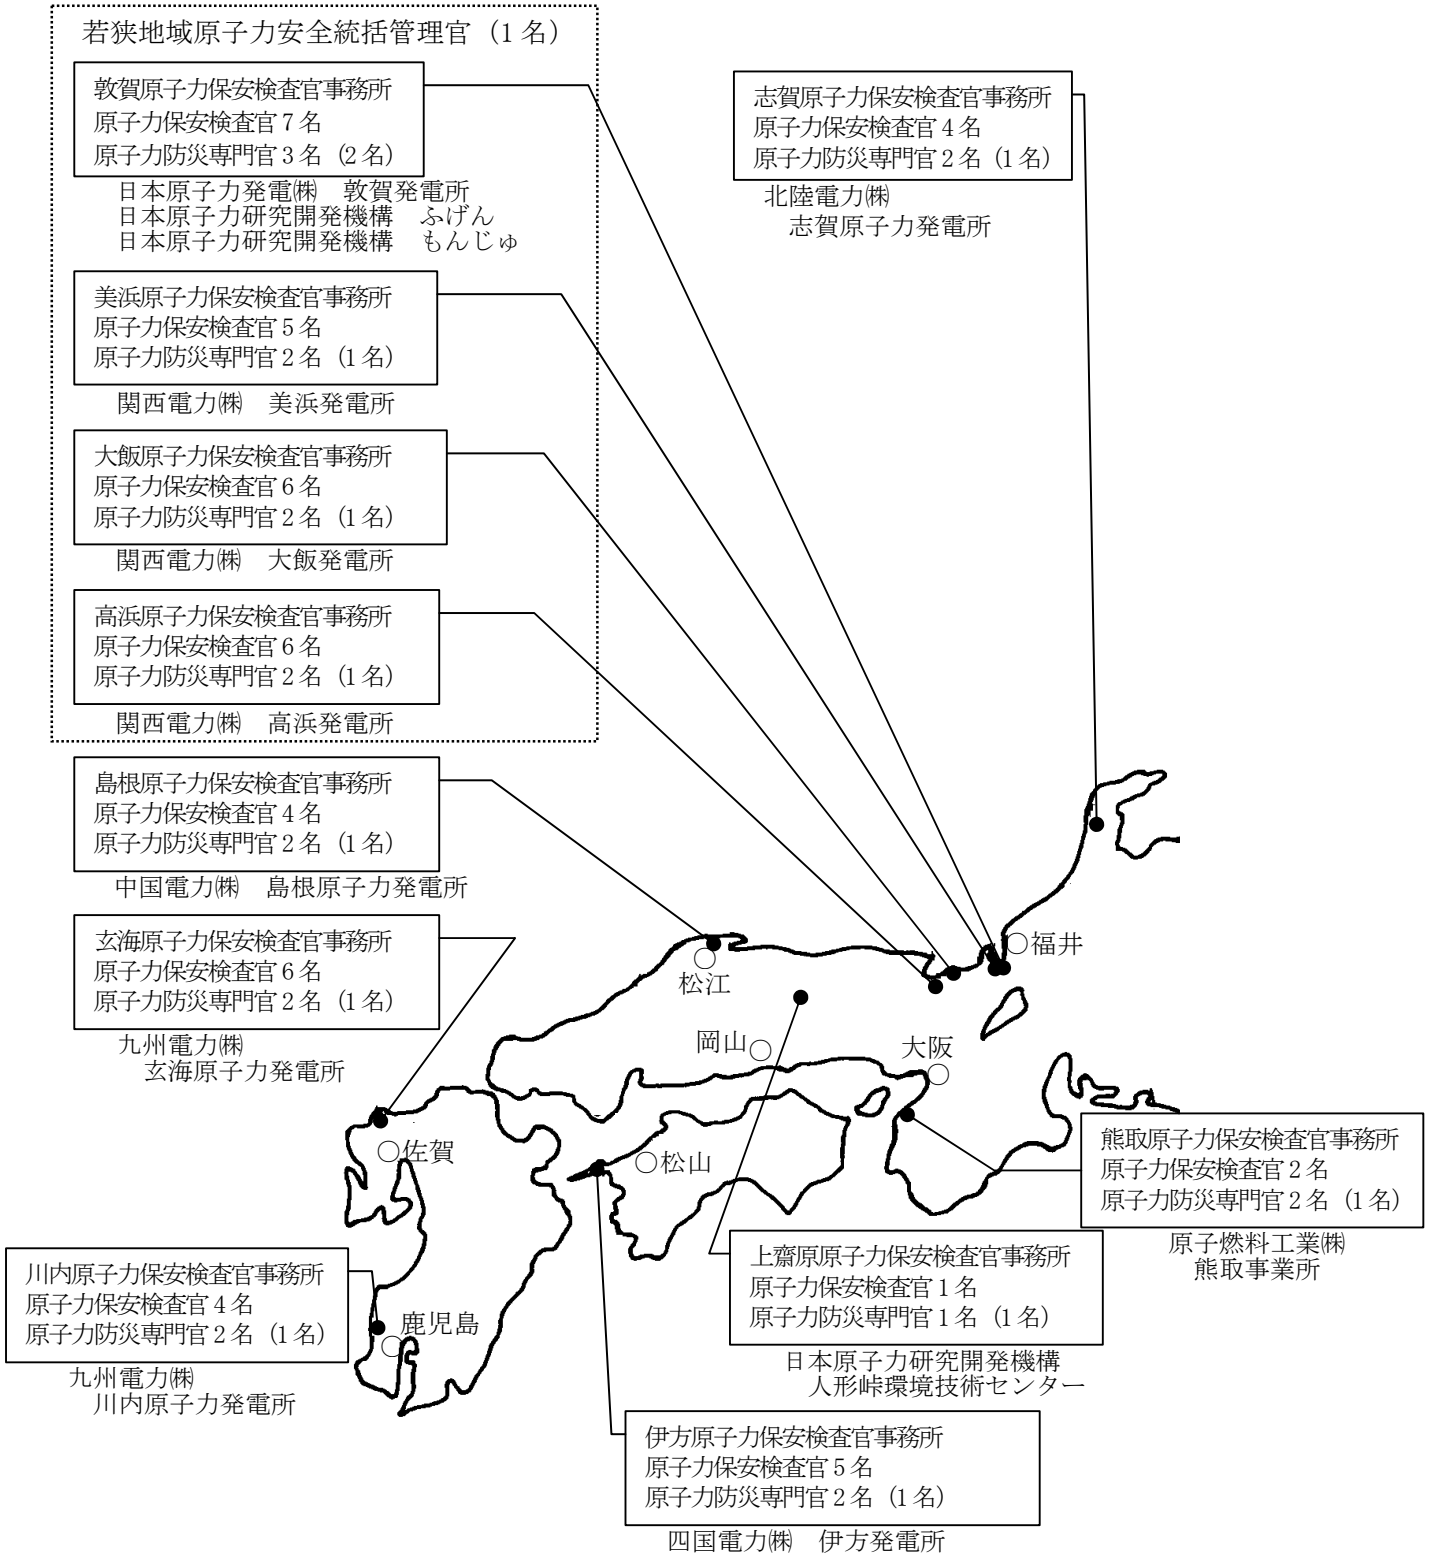 若狭地域原子力安全統括管理官（1名）
敦賀原子力保安検査官事務所
原子力保安検査官7名
原子力防災専門官3名（2名）
日本原子力発電㈱　敦賀発電所
日本原子力研究開発機構　ふげん
日本原子力研究開発機構　もんじゅ
美浜原子力保安検査官事務所
原子力保安検査官5名
原子力防災専門官2名（1名）
関西電力㈱　美浜発電所
大飯原子力保安検査官事務所
原子力保安検査官6名
原子力防災専門官2名（1名）
関西電力㈱　大飯発電所
高浜原子力保安検査官事務所
原子力保安検査官6名
原子力防災専門官2名（1名）
関西電力㈱　高浜発電所
志賀原子力保安検査官事務所
原子力保安検査官4名
原子力防災専門官2名（1名）
北陸電力㈱
志賀原子力発電所
島根原子力保安検査官事務所
原子力保安検査官4名
原子力防災専門官2名（1名）
中国電力㈱　島根原子力発電所
玄海原子力保安検査官事務所
原子力保安検査官6名
原子力防災専門官2名（1名）
九州電力㈱
玄海原子力発電所
○福井
○
松江
岡山○
大阪
○
○佐賀
○松山
鹿児島
○
熊取原子力保安検査官事務所
原子力保安検査官2名
原子力防災専門官2名（1名）
原子燃料工業㈱
熊取事業所
上齋原原子力保安検査官事務所
原子力保安検査官1名
原子力防災専門官1名（1名）
日本原子力研究開発機構
人形峠環境技術センター
川内原子力保安検査官事務所
原子力保安検査官4名
原子力防災専門官2名（1名）
九州電力㈱
川内原子力発電所
伊方原子力保安検査官事務所
原子力保安検査官5名
原子力防災専門官2名（1名）
四国電力㈱　伊方発電所